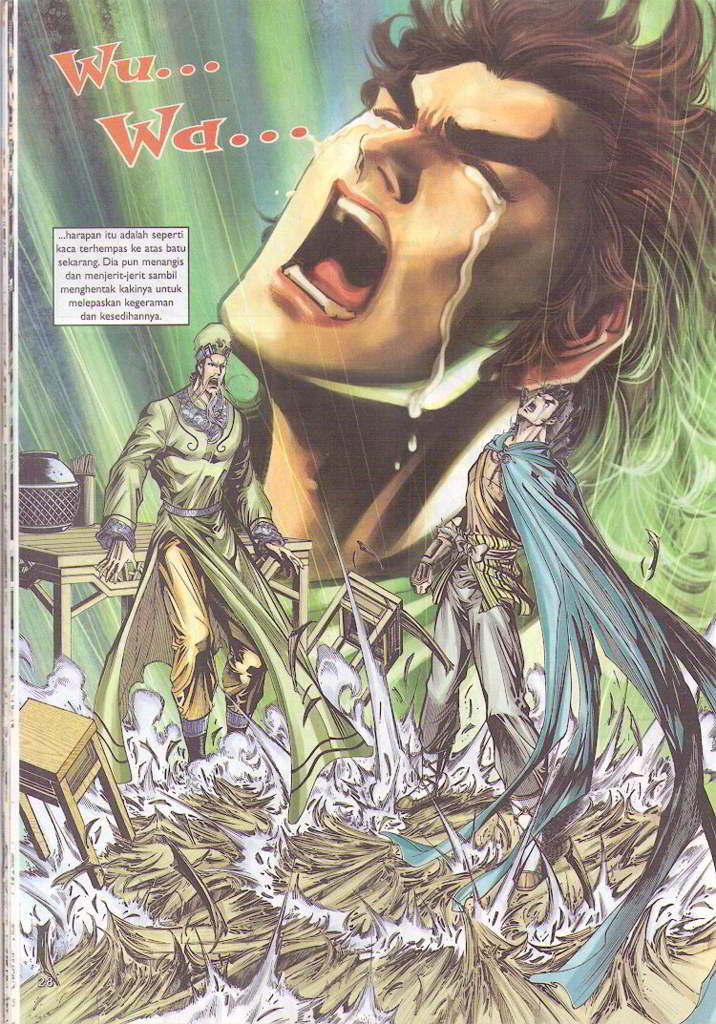 Wu...
Wa...
...harapan itu adalah seperti
kaca terhempas ke atas batu
sekarang. Dia pun menangis
dan menjerit-jerit sambil
menghentak kakinya untuk
melepaskan kegeraman
dan kesedihannya.
28